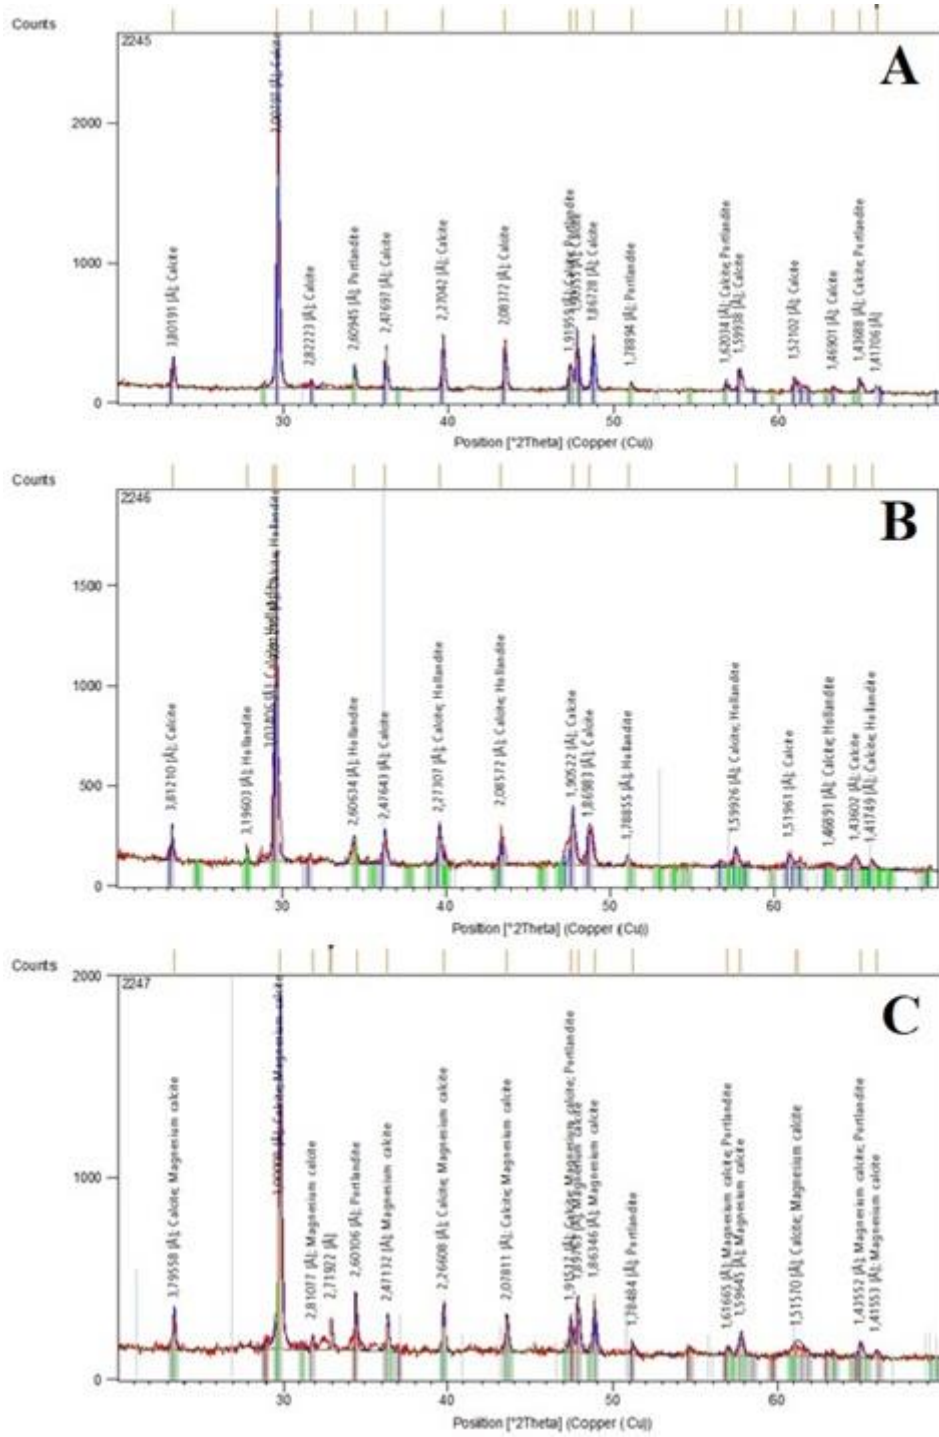 Counts
2245
A
2000
1000
0
3,80191 [Å]; Calcite
Calcite
2,82223 [Å]; Calcite
2,60945 [Å]; Portlandite
2,47697 [Å]; Calcite
2,27042 [Å]; Calcite
2,08372 [Å]; Calcite
1,86728 [Å]; Calcite
1,78894 [Å]; Portlandite
1,62034 [Å]; Calcite; Portlandite
1,59938 [Å]; Calcite
1,52102 [Å]; Calcite
1,46901 [Å]; Calcite
1,43688 [Å]; Calcite; Portlandite
1,41706 [Å]
30 40 50 60
Position [°2Theta] (Copper (Cu))
Counts
2246
B
1500
1000
500
0
3,81210 [Å]; Calcite
3,19603 [Å]; Hollandite
Calcite; Hollandite
2,60634 [Å]; Hollandite
2,47643 [Å]; Calcite
2,27307 [Å]; Calcite; Hollandite
2,08572 [Å]; Calcite; Hollandite
1,90522 [Å]; Calcite
1,86983 [Å]; Calcite
1,78855 [Å]; Hollandite
1,59926 [Å]; Calcite; Hollandite
1,51961 [Å]; Calcite
1,46891 [Å]; Calcite; Hollandite
1,43602 [Å]; Calcite
1,41749 [Å]; Calcite; Hollandite
30 40 50 60
Position [°2Theta] (Copper (Cu))
Counts
2247
C
2000
1000
0
3,79558 [Å]; Calcite; Magnesium calcite
Calcite; Magnesium calcite
2,81077 [Å]; Magnesium calcite
2,71922 [Å]
2,60106 [Å]; Portlandite
2,47132 [Å]; Magnesium calcite
2,26608 [Å]; Calcite; Magnesium calcite
2,07811 [Å]; Calcite; Magnesium calcite
Magnesium calcite; Portlandite
1,86346 [Å]; Magnesium calcite
1,78484 [Å]; Portlandite
1,61665 [Å]; Magnesium calcite; Portlandite
1,59645 [Å]; Magnesium calcite
1,51570 [Å]; Calcite; Magnesium calcite
1,43552 [Å]; Magnesium calcite; Portlandite
1,41553 [Å]; Magnesium calcite
30 40 50 60
Position [°2Theta] (Copper (Cu))